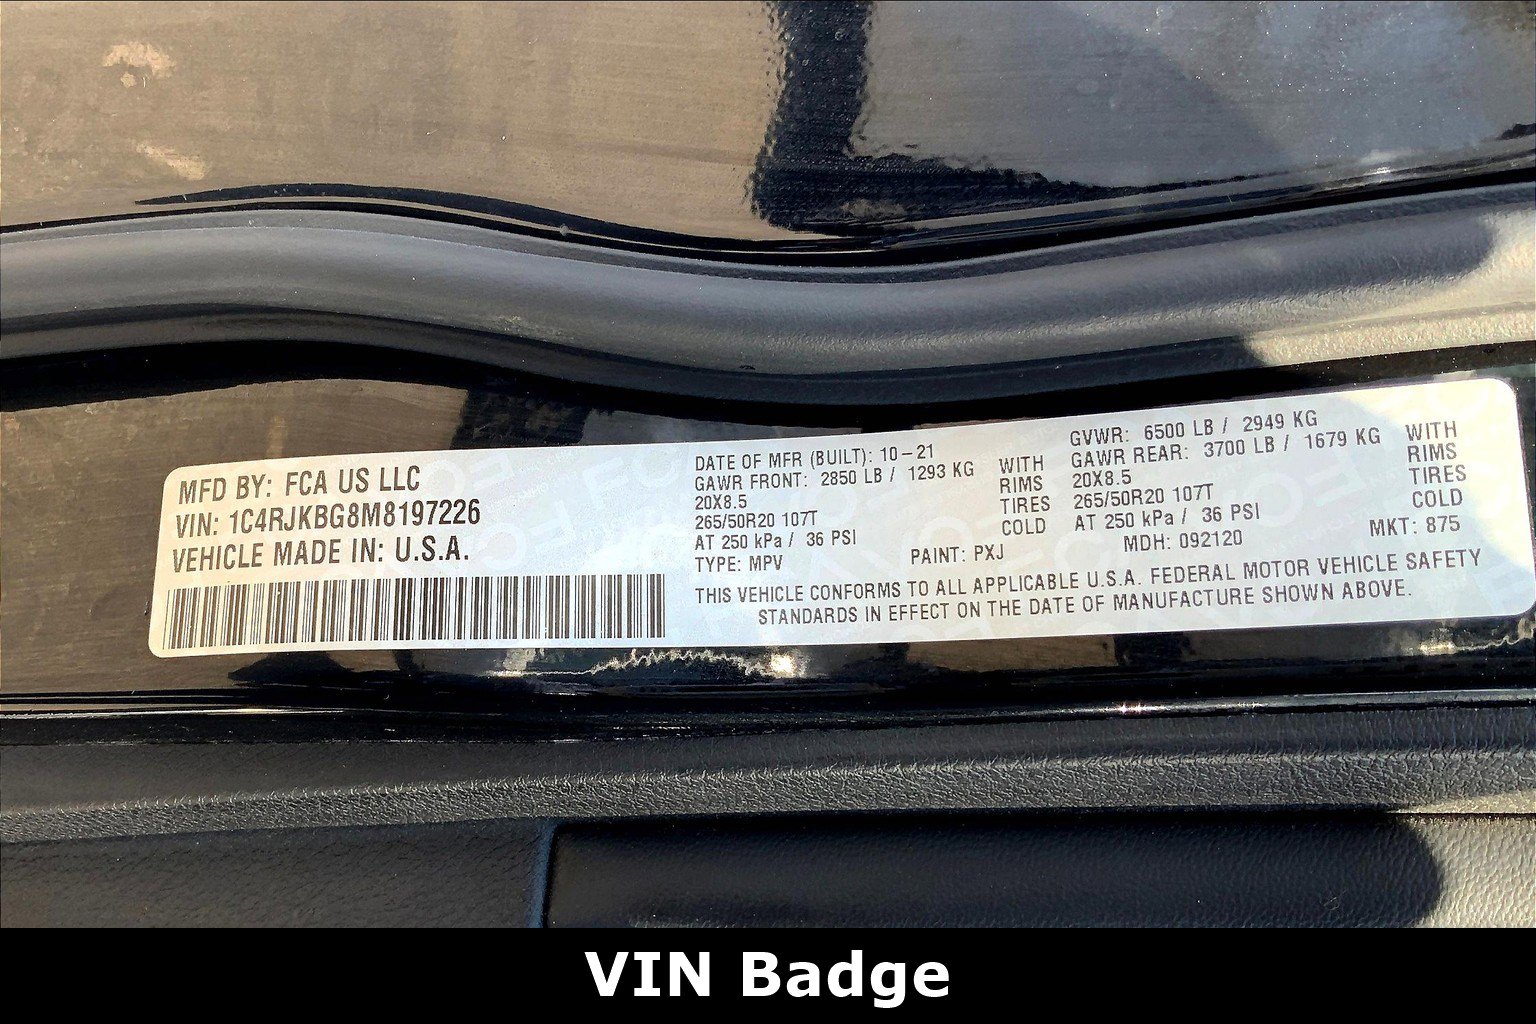 MFD BY: FCA US LLC
VIN: 1C4RJKBG8M8197226
VEHICLE MADE IN: U.S.A.
DATE OF MFR (BUILT): 10-21
GAWR FRONT: 2850 LB / 1293 KG WITH
20X8.5 RIMS
265/50R20 107T TIRES
AT 250 kPa / 36 PSI COLD
TYPE: MPV PAINT: PXJ
GVWR: 6500 LB / 2949 KG
GAWR REAR: 3700 LB / 1679 KG WITH
20X8.5 RIMS
265/50R20 107T TIRES
AT 250 kPa / 36 PSI COLD
MDH: 092120 MKT: 875
THIS VEHICLE CONFORMS TO ALL APPLICABLE U.S.A. FEDERAL MOTOR VEHICLE SAFETY
STANDARDS IN EFFECT ON THE DATE OF MANUFACTURE SHOWN ABOVE.
VIN Badge